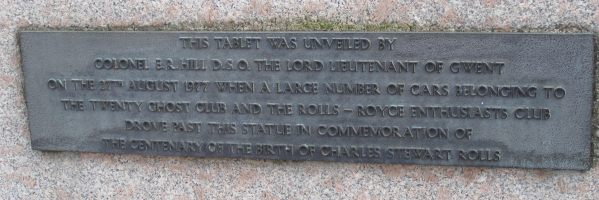 THIS TABLET WAS UNVEILED BY
COLONEL E.R. HILL D.S.O. THE LORD LIEUTENANT OF GWENT
ON THE 27TH AUGUST 1977 WHEN A LARGE NUMBER OF CARS BELONGING TO
THE TWENTY GHOST CLUB AND THE ROLLS – ROYCE ENTHUSIASTS CLUB
DROVE PAST THIS STATUE IN COMMEMORATION OF
THE CENTENARY OF THE BIRTH OF CHARLES STEWART ROLLS